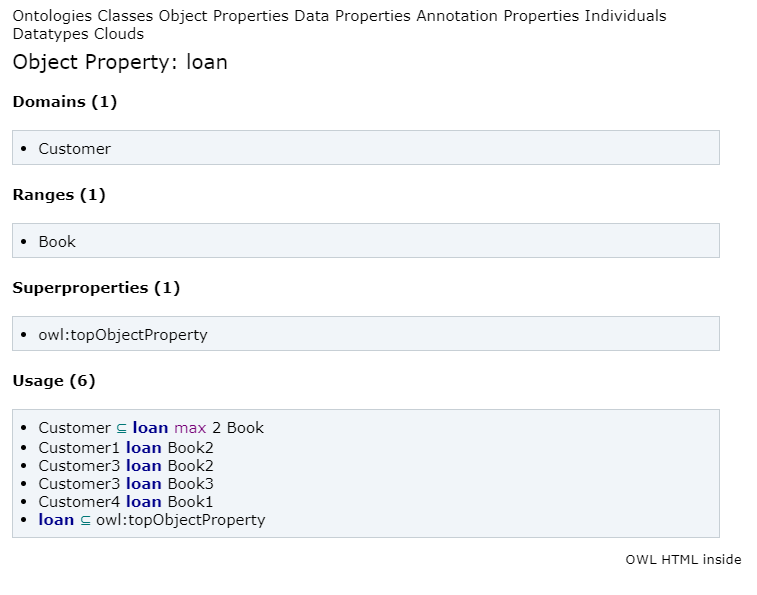 Ontologies Classes Object Properties Data Properties Annotation Properties Individuals
Datatypes Clouds
Object Property: loan
Domains (1)
• Customer
Ranges (1)
• Book
Superproperties (1)
• owl:topObjectProperty
Usage (6)
• Customer ⊆ loan max 2 Book
• Customer1 loan Book2
• Customer3 loan Book2
• Customer3 loan Book3
• Customer4 loan Book1
• loan ⊆ owl:topObjectProperty
OWL HTML inside